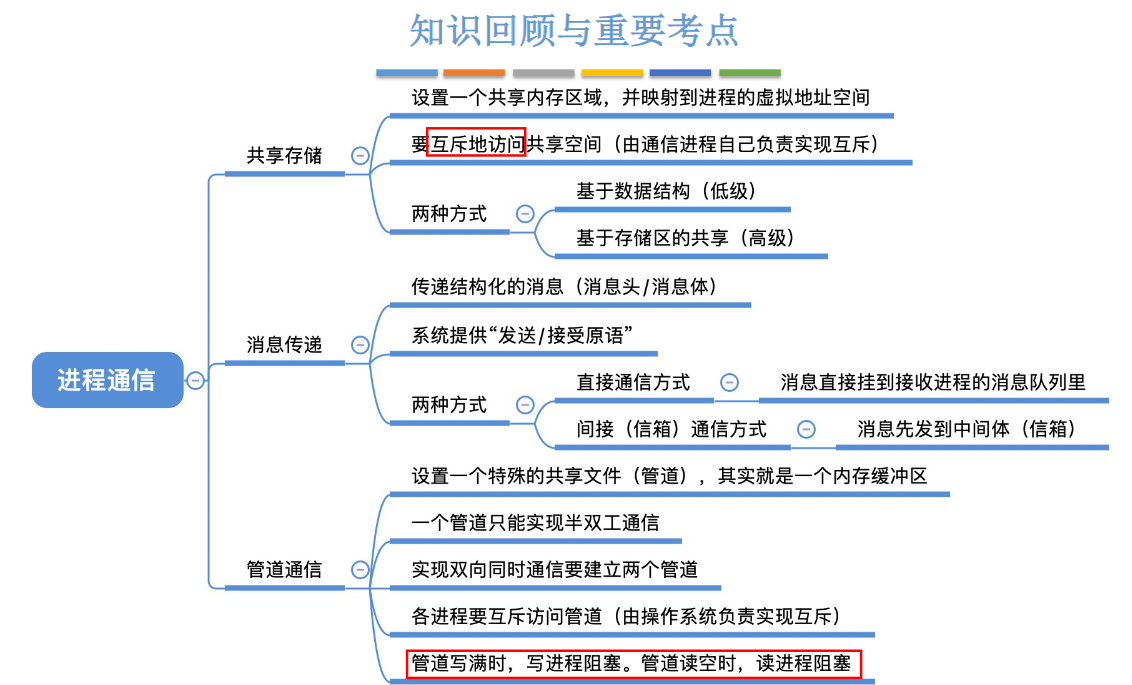 知识回顾与重要考点
进程通信
共享存储
设置一个共享内存区域，并映射到进程的虚拟地址空间
要互斥地访问共享空间（由通信进程自己负责实现互斥）
两种方式
基于数据结构（低级）
基于存储区的共享（高级）
消息传递
传递结构化的消息（消息头/消息体）
系统提供“发送/接受原语”
两种方式
直接通信方式
消息直接挂到接收进程的消息队列里
间接（信箱）通信方式
消息先发到中间体（信箱）
管道通信
设置一个特殊的共享文件（管道），其实就是一个内存缓冲区
一个管道只能实现半双工通信
实现双向同时通信要建立两个管道
各进程要互斥访问管道（由操作系统负责实现互斥）
管道写满时，写进程阻塞。管道读空时，读进程阻塞